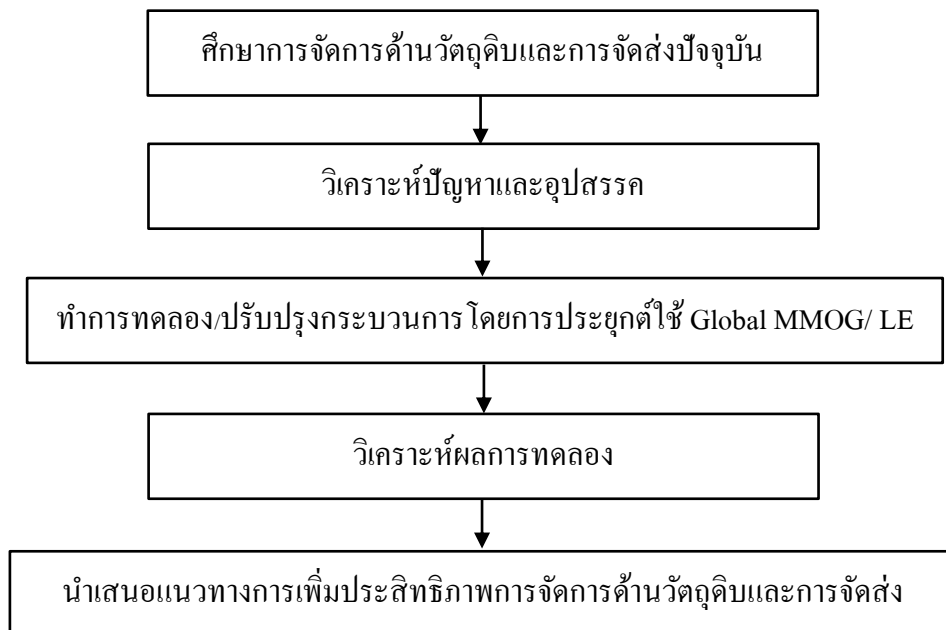 ศึกษาการจัดการด้านวัตถุดิบและการจัดส่งปัจจุบัน
วิเคราะห์ปัญหาและอุปสรรค
ทำการทดลอง/ปรับปรุงกระบวนการ โดยการประยุกต์ใช้ Global MMOG/ LE
วิเคราะห์ผลการทดลอง
นำเสนอแนวทางการเพิ่มประสิทธิภาพการจัดการด้านวัตถุดิบและการจัดส่ง